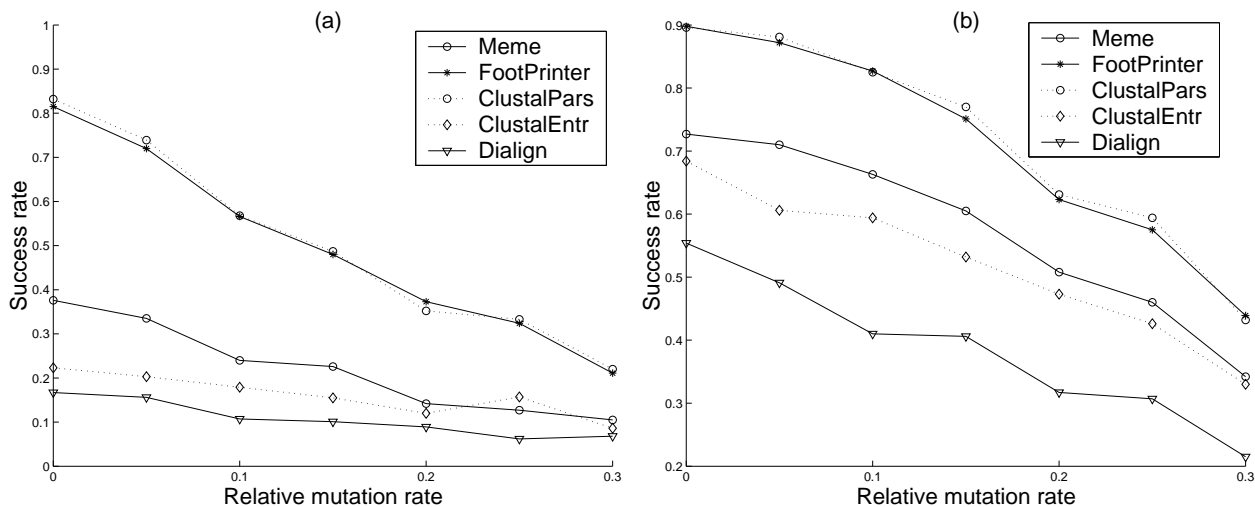 (a)
Meme
FootPrinter
ClustalPars
ClustalEntr
Dialign
1
0.9
0.8
0.7
0.6
0.5
0.4
0.3
0.2
0.1
0
Success rate
0 0.1 0.2 0.3
Relative mutation rate
(b)
Meme
FootPrinter
ClustalPars
ClustalEntr
Dialign
0.9
0.8
0.7
0.6
0.5
0.4
0.3
0.2
Success rate
0 0.1 0.2 0.3
Relative mutation rate